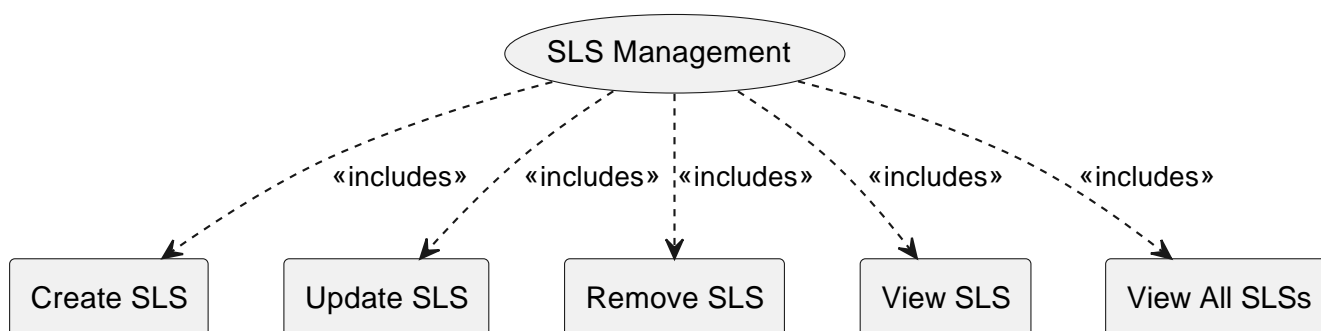 SLS Management
«includes» «includes» «includes» «includes» «includes»
Create SLS Update SLS Remove SLS View SLS View All SLSs